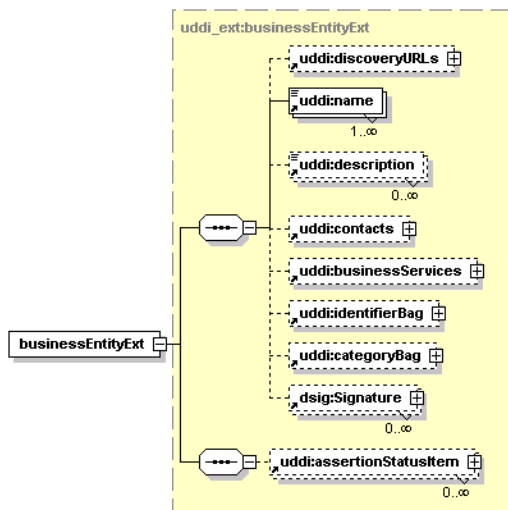 uddi_ext:businessEntityExt
uddi:discoveryURLs
uddi:name
1..∞
uddi:description
0..∞
uddi:contacts
uddi:businessServices
uddi:identifierBag
businessEntityExt
uddi:categoryBag
dsig:Signature
0..∞
uddi:assertionStatusItem
0..∞